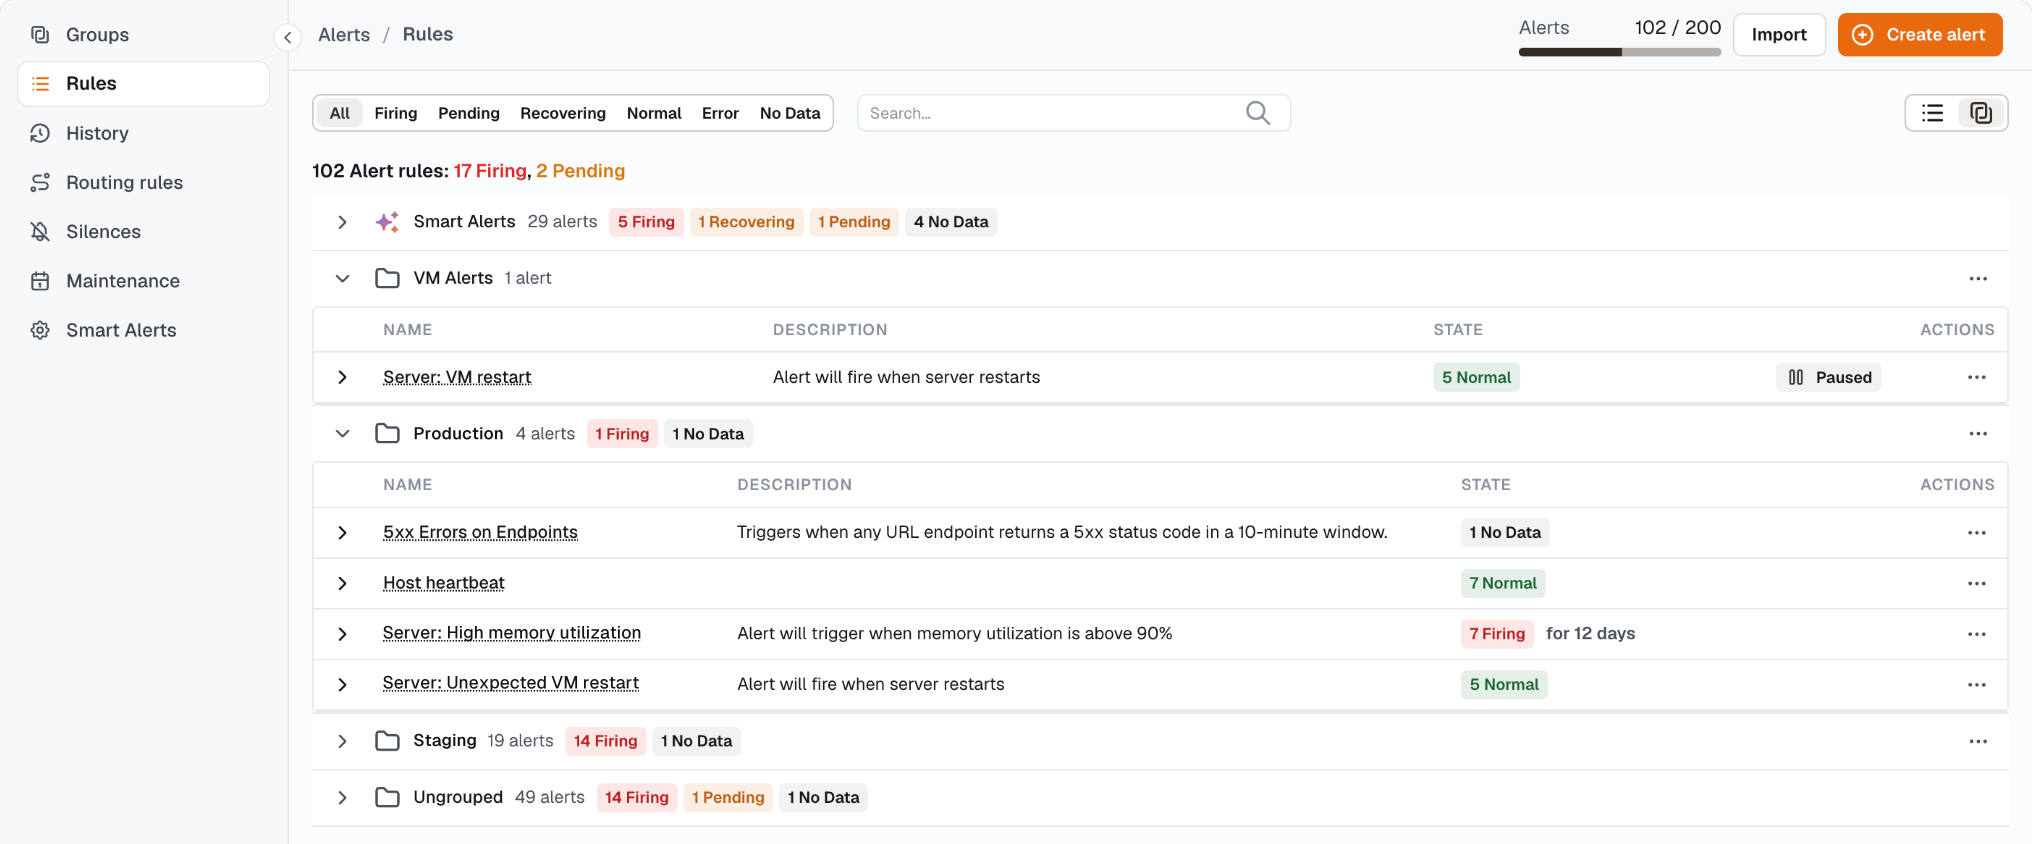 Groups
Rules
History
Routing rules
Silences
Maintenance
Smart Alerts
Alerts / Rules
Alerts 102 / 200
Import
Create alert
All Firing Pending Recovering Normal Error No Data
Search...
102 Alert rules: 17 Firing, 2 Pending
Smart Alerts 29 alerts 5 Firing 1 Recovering 1 Pending 4 No Data
VM Alerts 1 alert
NAME DESCRIPTION STATE ACTIONS
Server: VM restart Alert will fire when server restarts 5 Normal Paused
Production 4 alerts 1 Firing 1 No Data
NAME DESCRIPTION STATE ACTIONS
5xx Errors on Endpoints Triggers when any URL endpoint returns a 5xx status code in a 10-minute window. 1 No Data
Host heartbeat 7 Normal
Server: High memory utilization Alert will trigger when memory utilization is above 90% 7 Firing for 12 days
Server: Unexpected VM restart Alert will fire when server restarts 5 Normal
Staging 19 alerts 14 Firing 1 No Data
Ungrouped 49 alerts 14 Firing 1 Pending 1 No Data